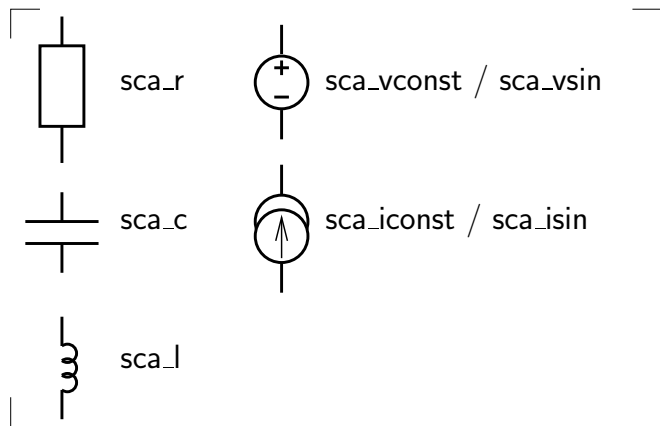 sca_r
sca_vconst / sca_vsin
sca_c
sca_iconst / sca_isin
sca_l